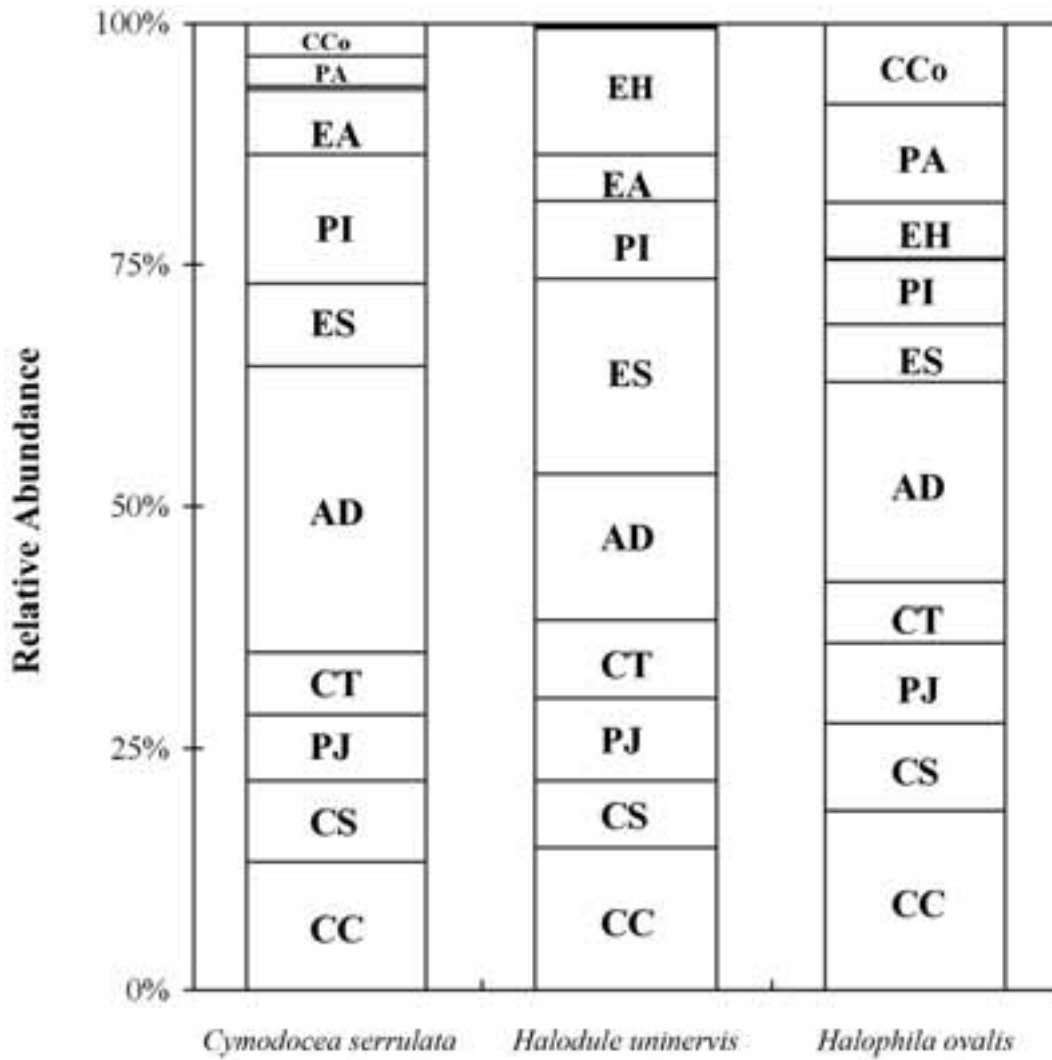 100%
75%
50%
25%
0%
Relative Abundance
CCo
PA
EA
PI
ES
AD
CT
PJ
CS
CC
EH
EA
PI
ES
AD
CT
PJ
CS
CC
CCo
PA
EH
PI
ES
AD
CT
PJ
CS
CC
Cymodocea serrulata
Halodule uninervis
Halophila ovalis